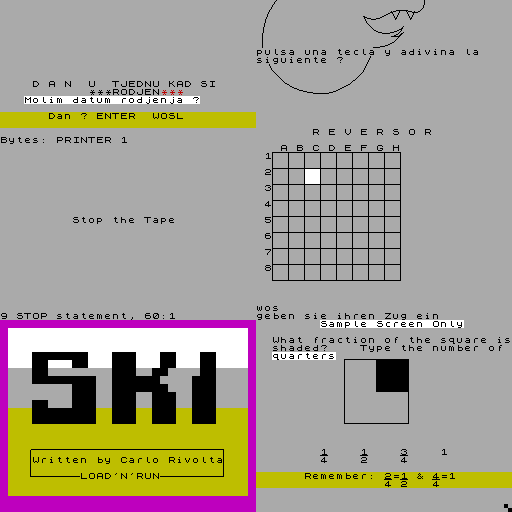 D A N U TJEDNU KAD SI
***RODJEN***
Molim datum rodjenja ?
Dan ? ENTER WOSL
pulsa una tecla y adivina la
siguiente ?
Bytes: PRINTER 1
Stop the Tape
9 STOP statement, 60:1
R E V E R S O R
A B C D E F G H
1
2
3
4
5
6
7
8
wos
geben sie ihren Zug ein
SKI
Written by Carlo Rivolta
LOAD'N'RUN
Sample Screen Only
What fraction of the square is
shaded? Type the number of
quarters
1/4 1/2 3/4 1
Remember: 2/4=1/2 & 4/4=1